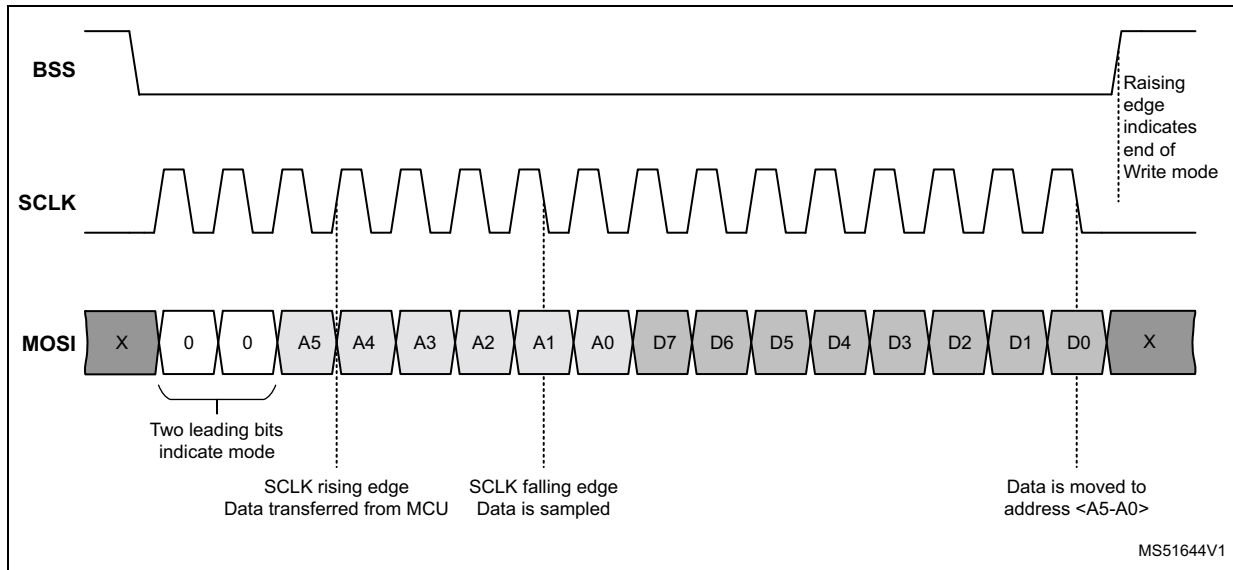 BSS
Raising
edge
indicates
end of
Write mode
SCLK
MOSI X 0 0 A5 A4 A3 A2 A1 A0 D7 D6 D5 D4 D3 D2 D1 D0 X
Two leading bits
indicate mode
SCLK rising edge
Data transferred from MCU
SCLK falling edge
Data is sampled
Data is moved to
address <A5-A0>
MS51644V1